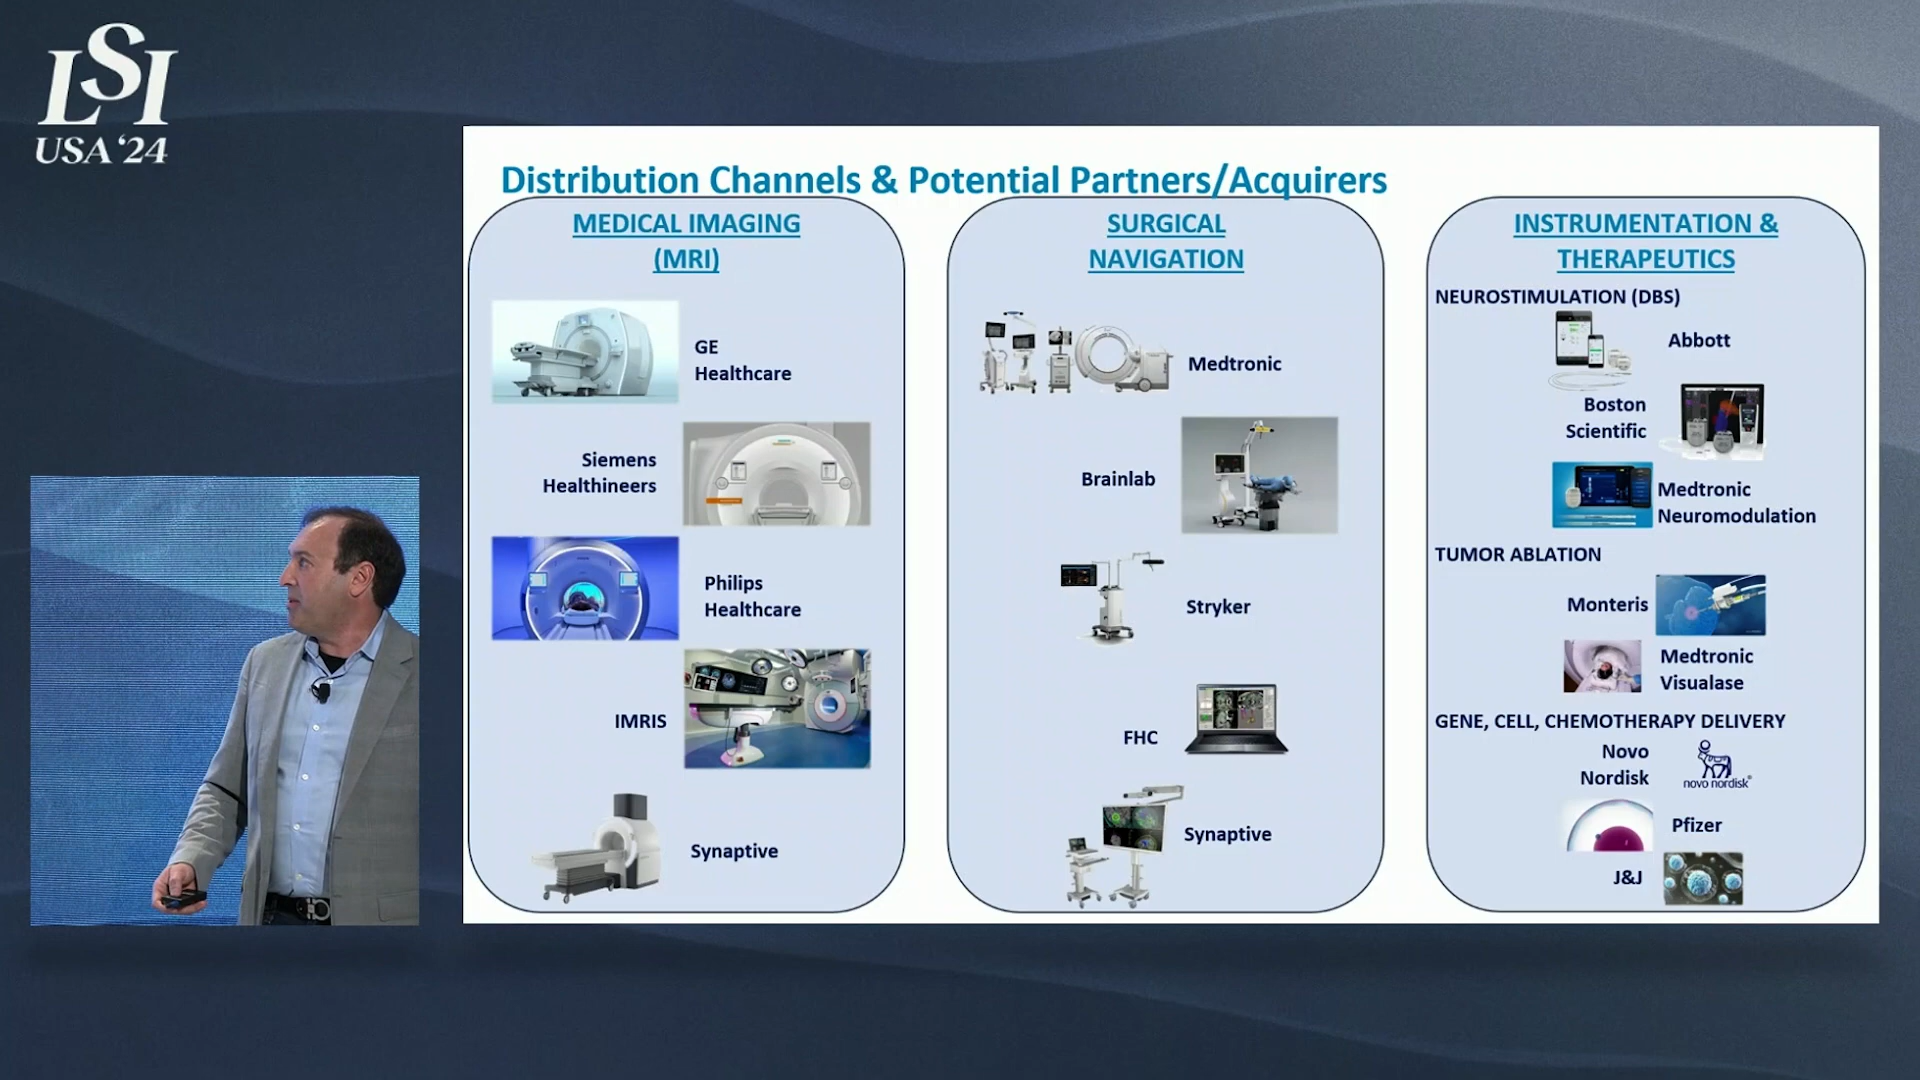 LSI
USA '24
Distribution Channels & Potential Partners/Acquirers
MEDICAL IMAGING
(MRI)
GE
Healthcare
Siemens
Healthineers
Philips
Healthcare
IMRIS
Synaptive
SURGICAL
NAVIGATION
Medtronic
Brainlab
Stryker
FHC
Synaptive
INSTRUMENTATION &
THERAPEUTICS
NEUROSTIMULATION (DBS)
Abbott
Boston
Scientific
Medtronic
Neuromodulation
TUMOR ABLATION
Monteris
Medtronic
Visualase
GENE, CELL, CHEMOTHERAPY DELIVERY
Novo
Nordisk
novo nordisk®
Pfizer
J&J